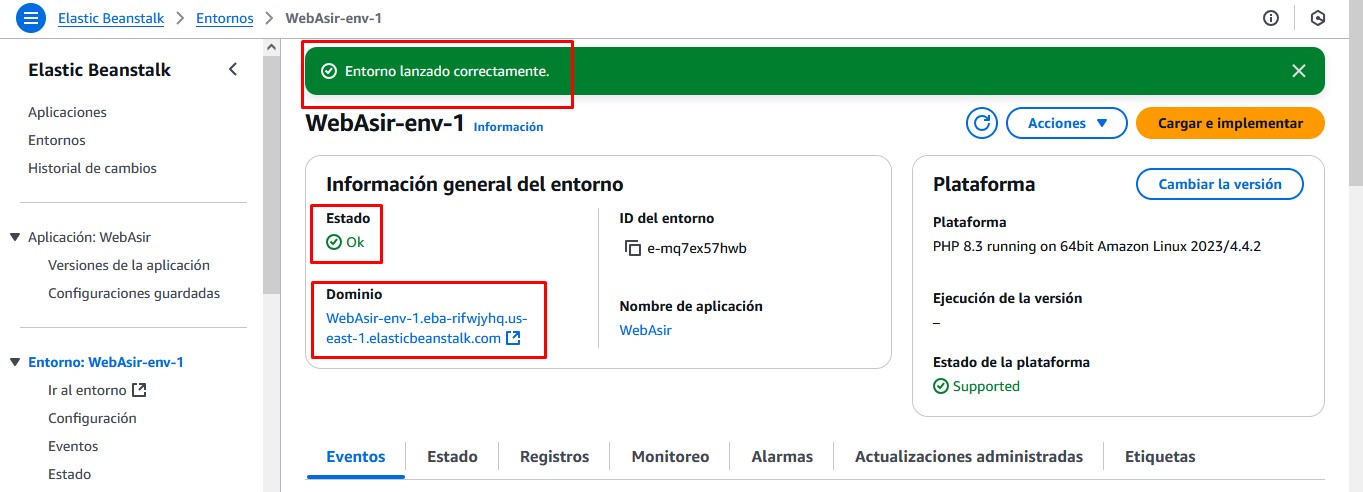 Elastic Beanstalk > Entornos > WebAsir-env-1
Elastic Beanstalk
Aplicaciones
Entornos
Historial de cambios
Aplicación: WebAsir
Versiones de la aplicación
Configuraciones guardadas
Entorno: WebAsir-env-1
Ir al entorno
Configuración
Eventos
Estado
Entorno lanzado correctamente.
WebAsir-env-1 Información
Acciones
Cargar e implementar
Información general del entorno
Estado
Ok
Dominio
WebAsir-env-1.eba-rifwjyhq.us-
east-1.elasticbeanstalk.com
ID del entorno
e-mq7ex57hwb
Nombre de aplicación
WebAsir
Plataforma
Cambiar la versión
Plataforma
PHP 8.3 running on 64bit Amazon Linux 2023/4.4.2
Ejecución de la versión
–
Estado de la plataforma
Supported
Eventos
Estado
Registros
Monitoreo
Alarmas
Actualizaciones administradas
Etiquetas